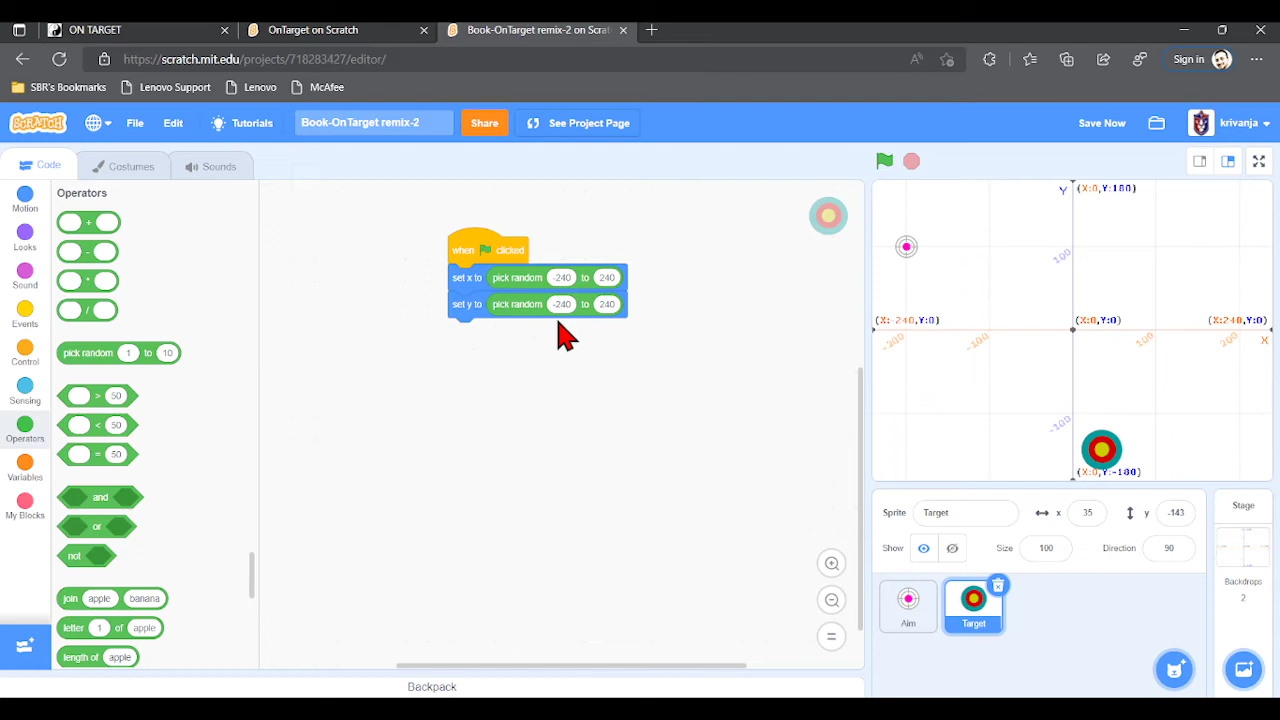 ON TARGET
OnTarget on Scratch
Book-OnTarget remix-2 on Scrat
https://scratch.mit.edu/projects/718283427/editor/
Sign in
SBR's Bookmarks
Lenovo Support
Lenovo
McAfee
SCRATCH
File
Edit
Tutorials
Book-OnTarget remix-2
Share
See Project Page
Save Now
krivanja
Code
Costumes
Sounds
Motion
Looks
Sound
Events
Control
Sensing
Operators
Variables
My Blocks
Operators
+
-
*
/
pick random 1 to 10
> 50
< 50
= 50
and
or
not
join apple banana
letter 1 of apple
length of apple
when clicked
set x to pick random -240 to 240
set y to pick random -240 to 240
Backpack
Y
(X:0,Y:180)
100
(X:-240,Y:0)
(X:0,Y:0)
(X:240,Y:0)
-200
-100
100
200
X
-100
(X:0,Y:-180)
Sprite
Target
x
35
y
-143
Show
Size
100
Direction
90
Aim
Target
Stage
Backdrops
2